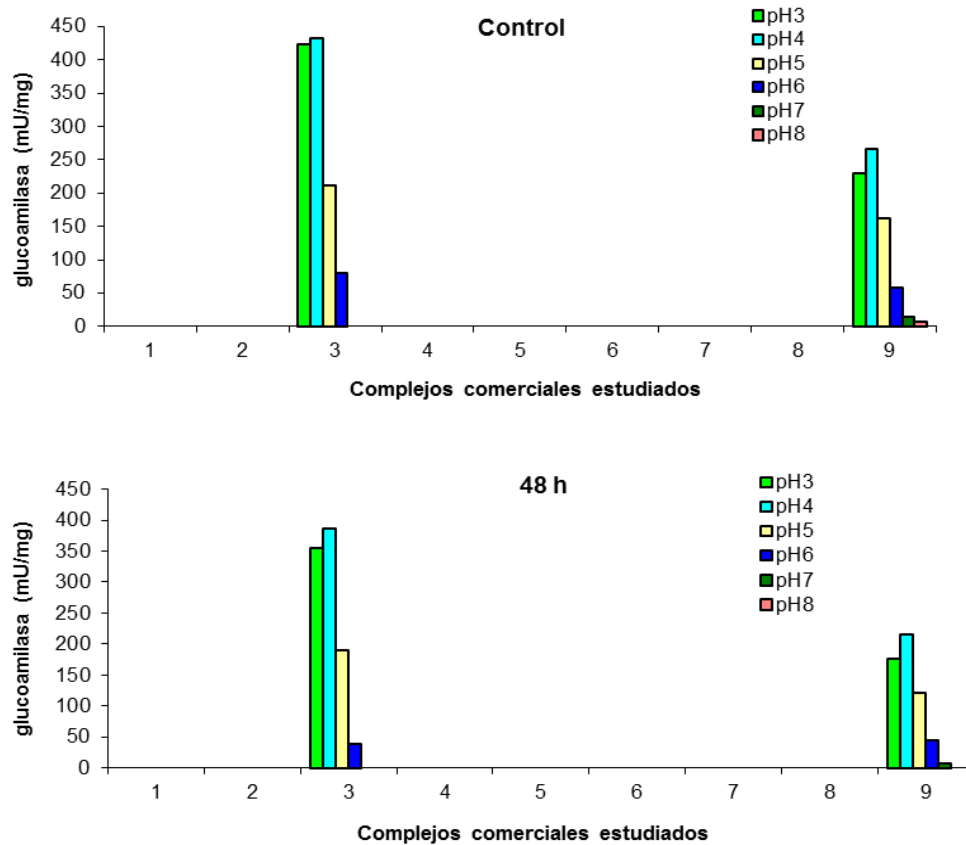 Control
pH3
pH4
pH5
pH6
pH7
pH8
glucoamilasa (mU/mg)
450
400
350
300
250
200
150
100
50
0
1 2 3 4 5 6 7 8 9
Complejos comerciales estudiados
48 h
pH3
pH4
pH5
pH6
pH7
pH8
glucoamilasa (mU/mg)
450
400
350
300
250
200
150
100
50
0
1 2 3 4 5 6 7 8 9
Complejos comerciales estudiados